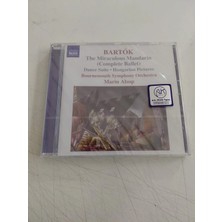 BARTÓK
The Miraculous Mandarin
(Complete Ballet)
Dance Suite • Hungarian Pictures
Bournemouth Symphony Orchestra
Marin Alsop